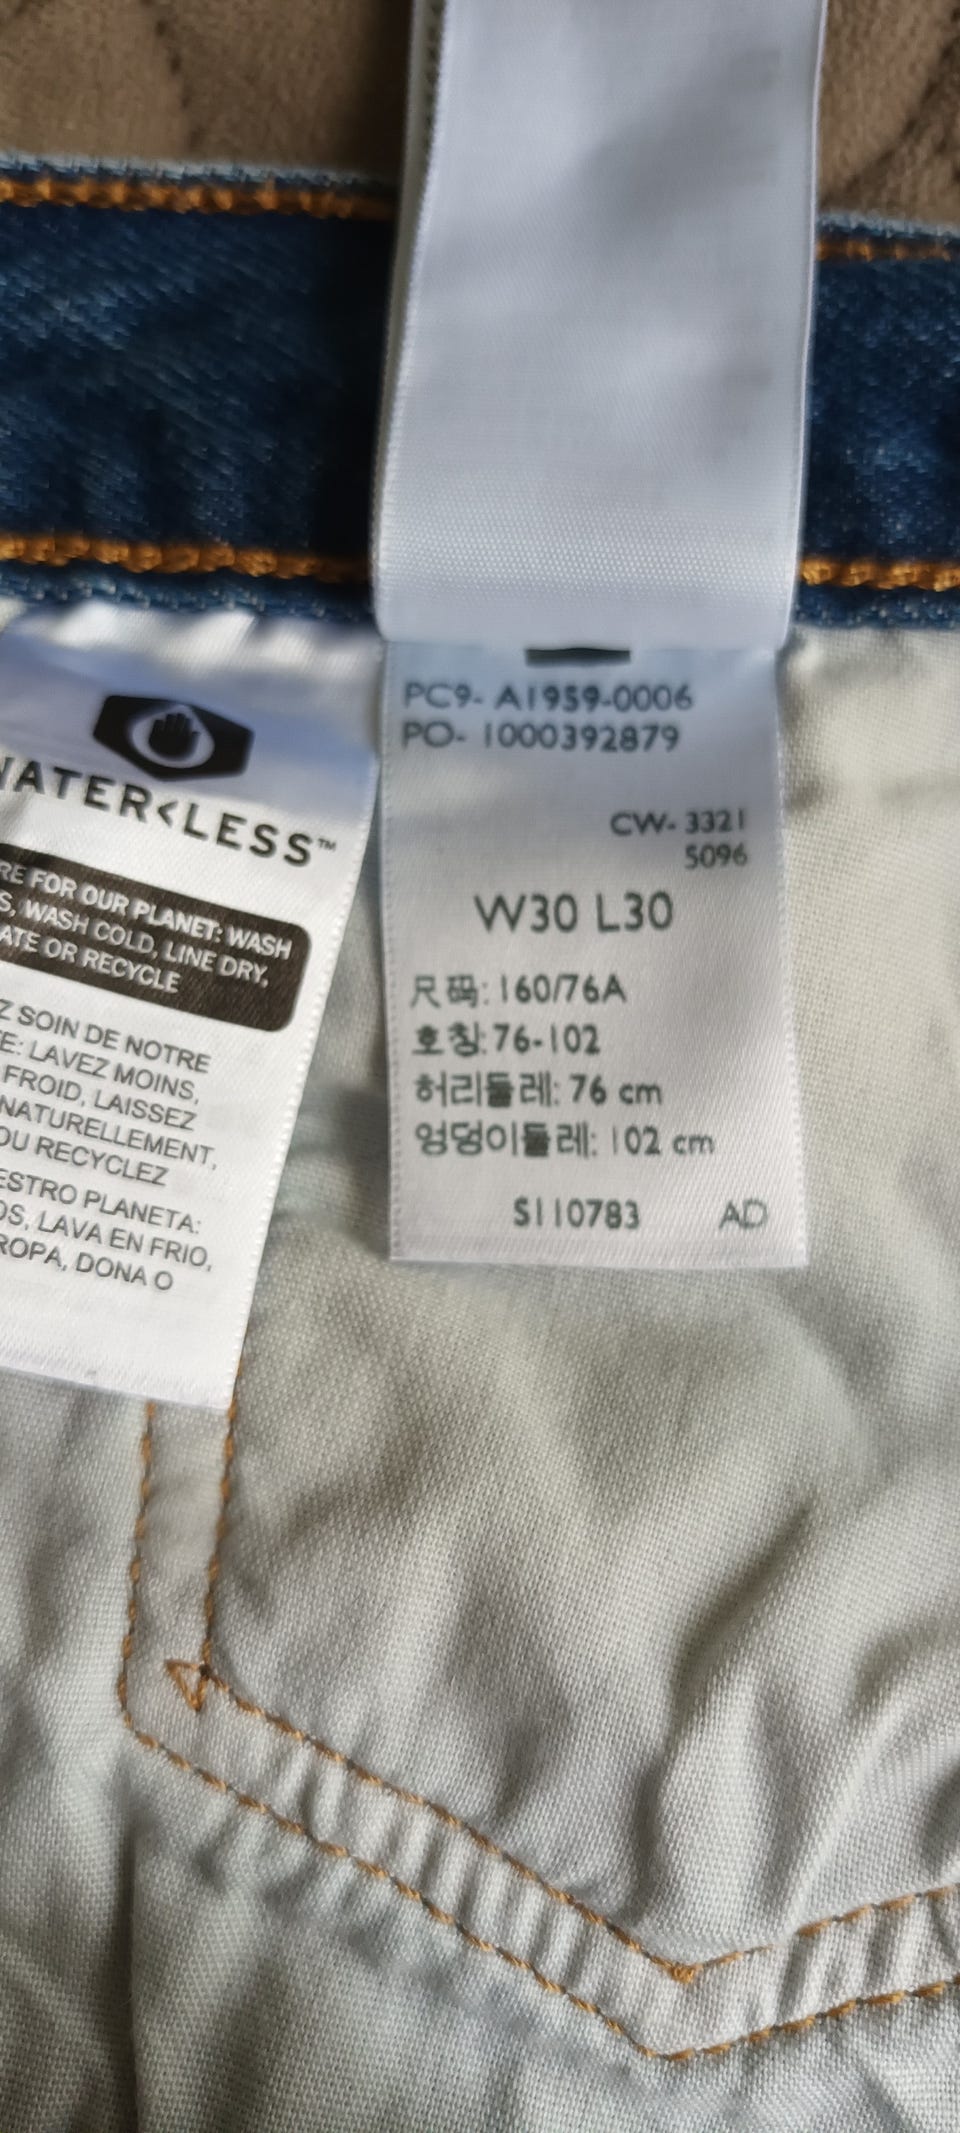 WATER<LESS™
RE FOR OUR PLANET: WASH
S, WASH COLD, LINE DRY,
ATE OR RECYCLE
Z SOIN DE NOTRE
E: LAVEZ MOINS,
FROID, LAISSEZ
NATURELLEMENT,
OU RECYCLEZ
ESTRO PLANETA:
OS, LAVA EN FRIO,
ROPA, DONA O
PC9- A1959-0006
PO- 1000392879
CW- 3321
5096
W30 L30
尺码: 160/76A
호칭: 76-102
허리둘레: 76 cm
엉덩이둘레: 102 cm
S110783 AD